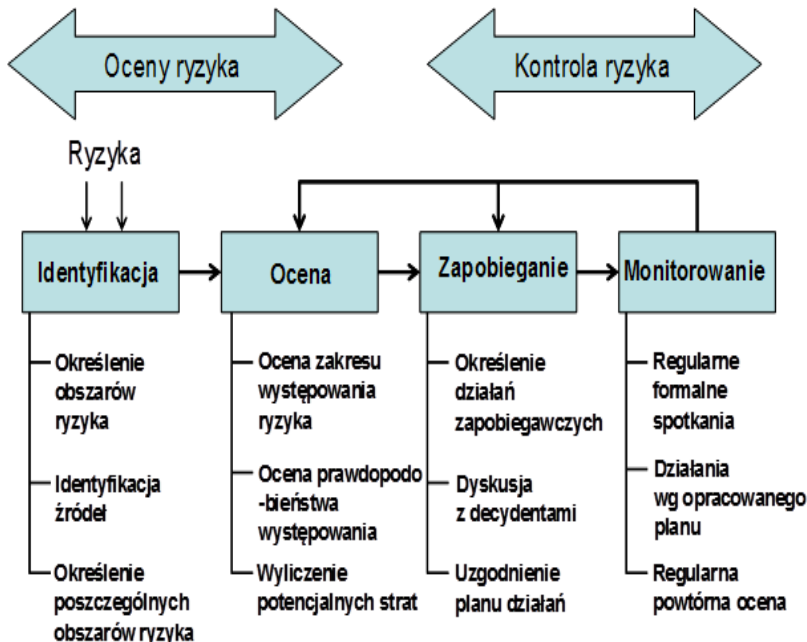 Oceny ryzyka
Kontrola ryzyka
Ryzyka
Identyfikacja
Ocena
Zapobieganie
Monitorowanie
Określenie
obszarów
ryzyka
Identyfikacja
źródeł
Określenie
poszczególnych
obszarów ryzyka
Ocena zakresu
występowania
ryzyka
Ocena prawdopodo
-bieństwa
występowania
Wyliczenie
potencjalnych strat
Określenie
działań
zapobiegawczych
Dyskusja
z decydentami
Uzgodnienie
planu działań
Regularne
formalne
spotkania
Działania
wg opracowanego
planu
Regularna
powtórna ocena